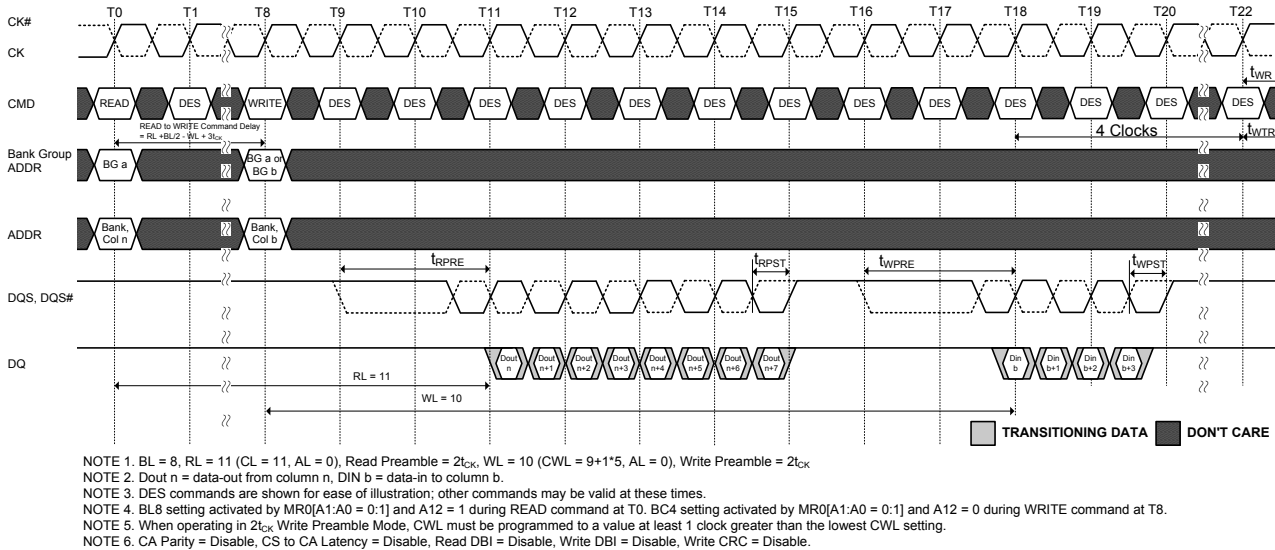 CK#
CK
T0 T1 T8 T9 T10 T11 T12 T13 T14 T15 T16 T17 T18 T19 T20 T22
tWR
CMD
READ DES WRITE DES DES DES DES DES DES DES DES DES DES DES DES DES
READ to WRITE Command Delay
= RL +BL/2 - WL + 3tCK
4 Clocks
tWTR
Bank Group
ADDR
BG a
BG a or
BG b
ADDR
Bank,
Col n
Bank,
Col b
tRPRE tRPST tWPRE tWPST
DQS, DQS#
DQ
Dout
n
Dout
n+1
Dout
n+2
Dout
n+3
Dout
n+4
Dout
n+5
Dout
n+6
Dout
n+7
Din
b
Din
b+1
Din
b+2
Din
b+3
RL = 11
WL = 10
TRANSITIONING DATA DON'T CARE
NOTE 1. BL = 8, RL = 11 (CL = 11, AL = 0), Read Preamble = 2tCK, WL = 10 (CWL = 9+1*5, AL = 0), Write Preamble = 2tCK
NOTE 2. Dout n = data-out from column n, DIN b = data-in to column b.
NOTE 3. DES commands are shown for ease of illustration; other commands may be valid at these times.
NOTE 4. BL8 setting activated by MR0[A1:A0 = 0:1] and A12 = 1 during READ command at T0. BC4 setting activated by MR0[A1:A0 = 0:1] and A12 = 0 during WRITE command at T8.
NOTE 5. When operating in 2tCK Write Preamble Mode, CWL must be programmed to a value at least 1 clock greater than the lowest CWL setting.
NOTE 6. CA Parity = Disable, CS to CA Latency = Disable, Read DBI = Disable, Write DBI = Disable, Write CRC = Disable.